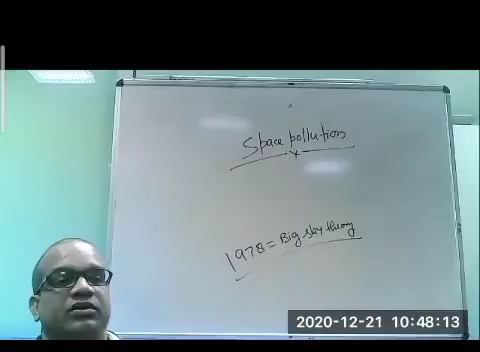 Space pollution
x
1978 = Big sky theory
2020-12-21 10:48:13